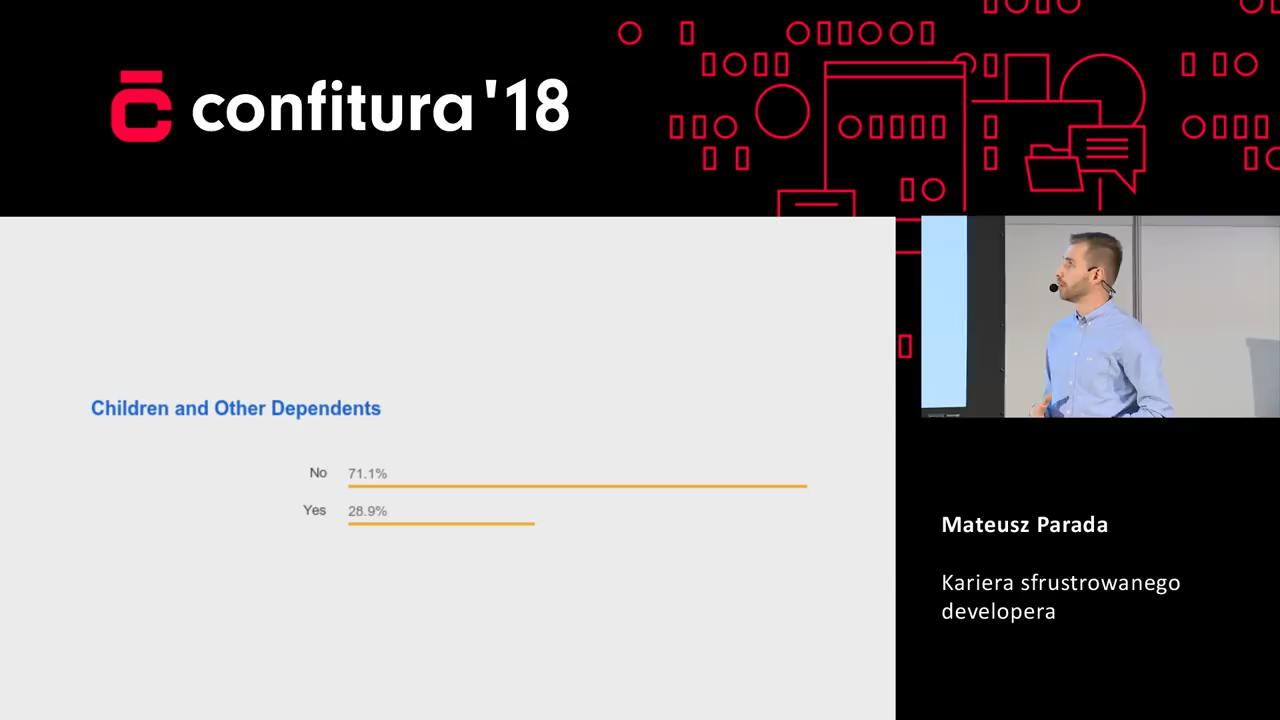 confitura '18
Children and Other Dependents
No 71.1%
Yes 28.9%
Mateusz Parada
Kariera sfrustrowanego
developera